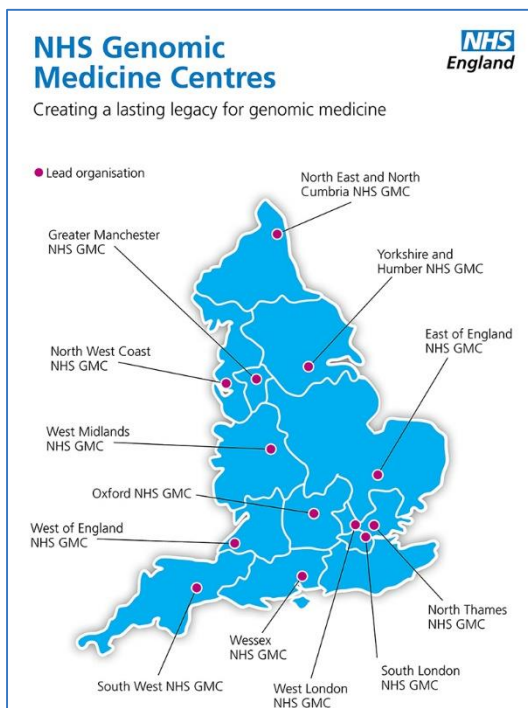 NHS Genomic
Medicine Centres
NHS
England
Creating a lasting legacy for genomic medicine
Lead organisation
North East and North
Cumbria NHS GMC
Greater Manchester
NHS GMC
Yorkshire and
Humber NHS GMC
East of England
NHS GMC
North West Coast
NHS GMC
West Midlands
NHS GMC
Oxford NHS GMC
West of England
NHS GMC
North Thames
NHS GMC
Wessex
NHS GMC
South London
NHS GMC
South West NHS GMC
West London
NHS GMC